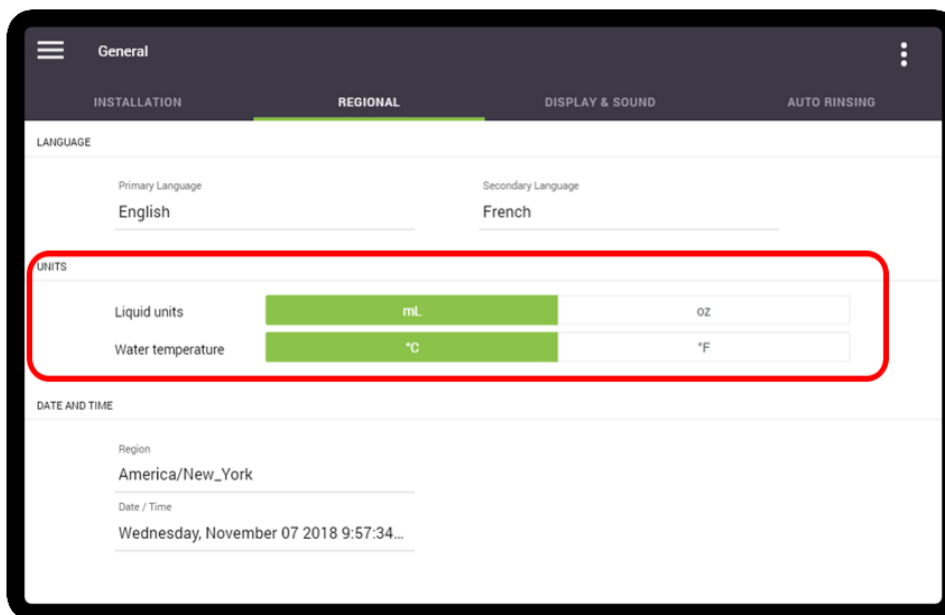 General
INSTALLATION REGIONAL DISPLAY & SOUND AUTO RINSING
LANGUAGE
Primary Language Secondary Language
English French
UNITS
Liquid units mL oz
Water temperature °C °F
DATE AND TIME
Region
America/New_York
Date / Time
Wednesday, November 07 2018 9:57:34...